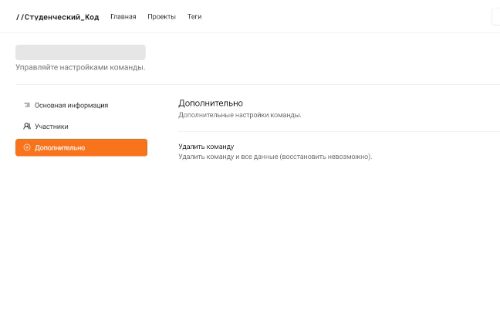 //Студенческий_Код Главная Проекты Теги
Управляйте настройками команды.
Основная информация
Участники
Дополнительно
Дополнительно
Дополнительные настройки команды.
Удалить команду
Удалить команду и все данные (восстановить невозможно).